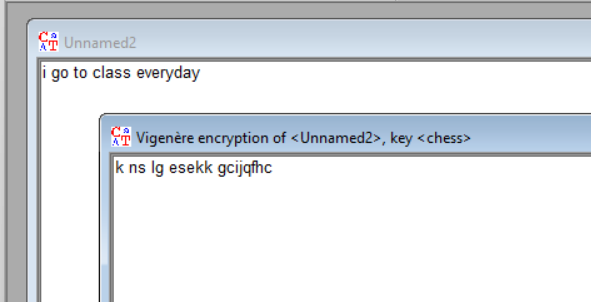 Unnamed2
i go to class everyday
Vigenère encryption of <Unnamed2>, key <chess>
k ns lg esekk gcijqfhc